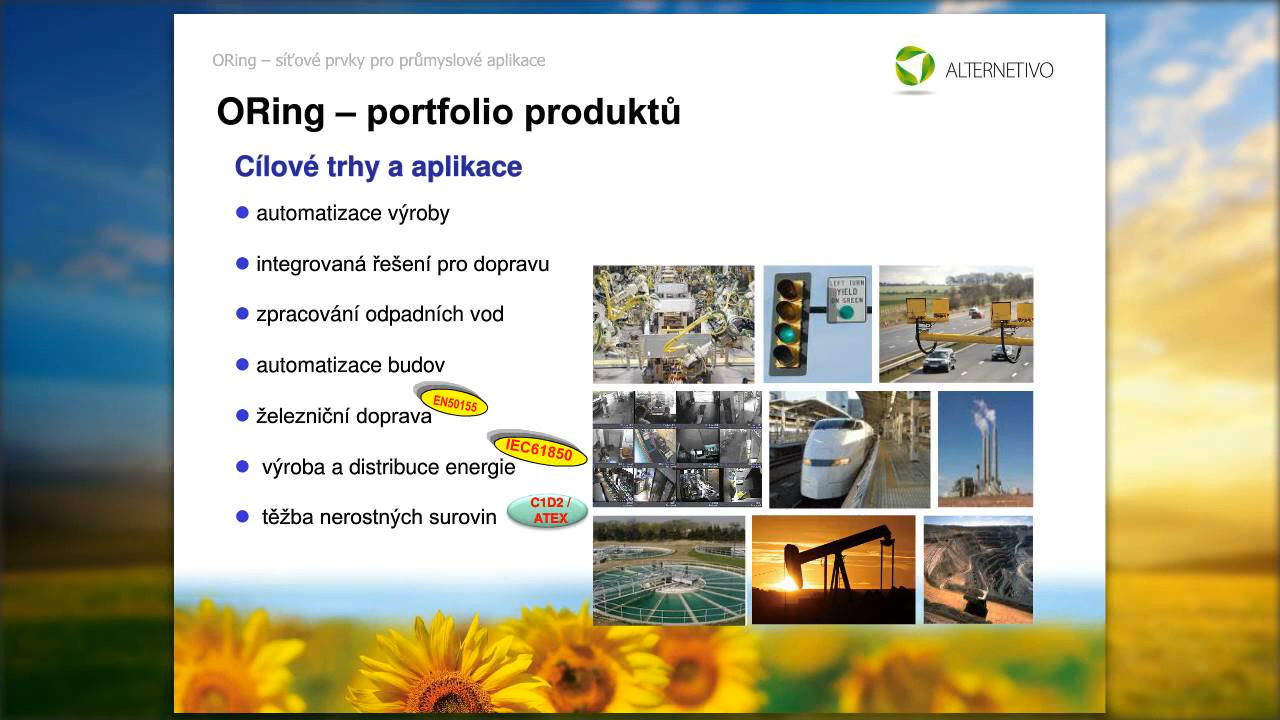 ORing – síťové prvky pro průmyslové aplikace
ALTERNETIVO
ORing – portfolio produktů
Cílové trhy a aplikace
automatizace výroby
integrovaná řešení pro dopravu
zpracování odpadních vod
automatizace budov
železniční doprava
EN50155
výroba a distribuce energie
IEC61850
těžba nerostných surovin
C1D2 /
ATEX
LEFT TURN
YIELD
ON GREEN